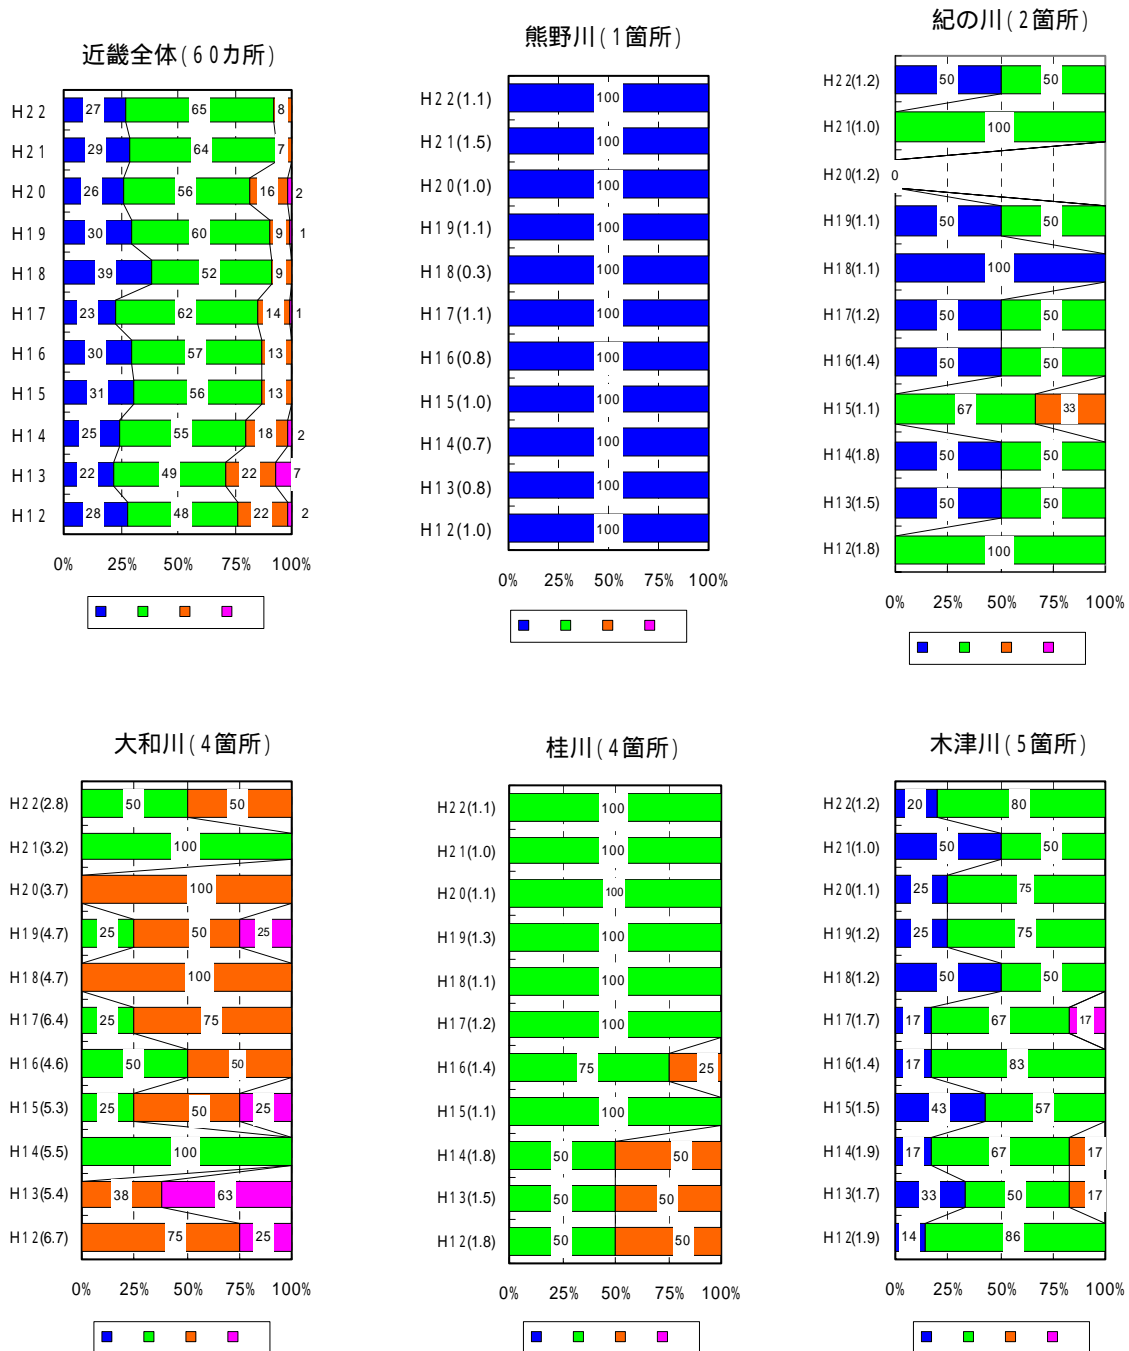 近畿全体(60カ所)
H22 27 65 8
H21 29 64 7
H20 26 56 16 2
H19 30 60 9 1
H18 39 52 9
H17 23 62 14 1
H16 30 57 13
H15 31 56 13
H14 25 55 18 2
H13 22 49 22 7
H12 28 48 22 2
0% 25% 50% 75% 100%
熊野川(1箇所)
H22(1.1) 100
H21(1.5) 100
H20(1.0) 100
H19(1.1) 100
H18(0.3) 100
H17(1.1) 100
H16(0.8) 100
H15(1.0) 100
H14(0.7) 100
H13(0.8) 100
H12(1.0) 100
0% 25% 50% 75% 100%
紀の川(2箇所)
H22(1.2) 50 50
H21(1.0) 100
H20(1.2) 0
H19(1.1) 50 50
H18(1.1) 100
H17(1.2) 50 50
H16(1.4) 50 50
H15(1.1) 67 33
H14(1.8) 50 50
H13(1.5) 50 50
H12(1.8) 100
0% 25% 50% 75% 100%
大和川(4箇所)
H22(2.8) 50 50
H21(3.2) 100
H20(3.7) 100
H19(4.7) 25 50 25
H18(4.7) 100
H17(6.4) 25 75
H16(4.6) 50 50
H15(5.3) 25 50 25
H14(5.5) 100
H13(5.4) 38 63
H12(6.7) 75 25
0% 25% 50% 75% 100%
桂川(4箇所)
H22(1.1) 100
H21(1.0) 100
H20(1.1) 100
H19(1.3) 100
H18(1.1) 100
H17(1.2) 100
H16(1.4) 75 25
H15(1.1) 100
H14(1.8) 50 50
H13(1.5) 50 50
H12(1.8) 50 50
0% 25% 50% 75% 100%
木津川(5箇所)
H22(1.2) 20 80
H21(1.0) 50 50
H20(1.1) 25 75
H19(1.2) 25 75
H18(1.2) 50 50
H17(1.7) 17 67 17
H16(1.4) 17 83
H15(1.5) 43 57
H14(1.9) 17 67 17
H13(1.7) 33 50 17
H12(1.9) 14 86
0% 25% 50% 75% 100%